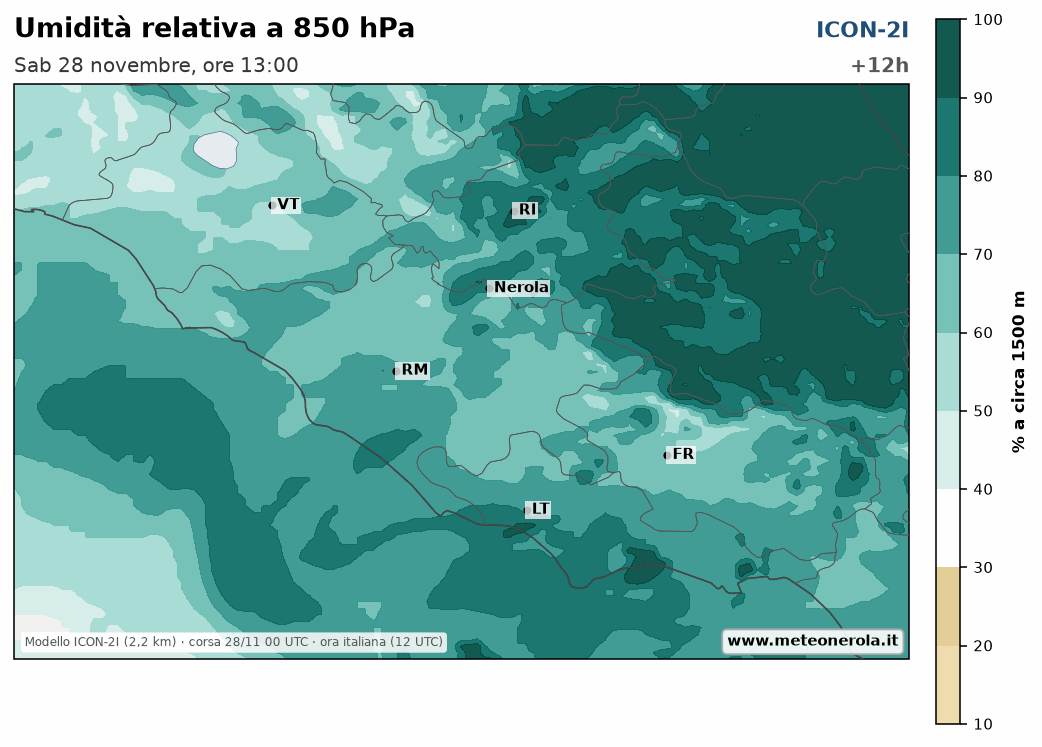 Umidità relativa a 850 hPa
ICON-2I
Sab 28 novembre, ore 13:00
+12h
VT
RI
Nerola
RM
FR
LT
Modello ICON-2I (2,2 km) · corsa 28/11 00 UTC · ora italiana (12 UTC)
www.meteonerola.it
100
90
80
70
60
50
40
30
20
10
% a circa 1500 m